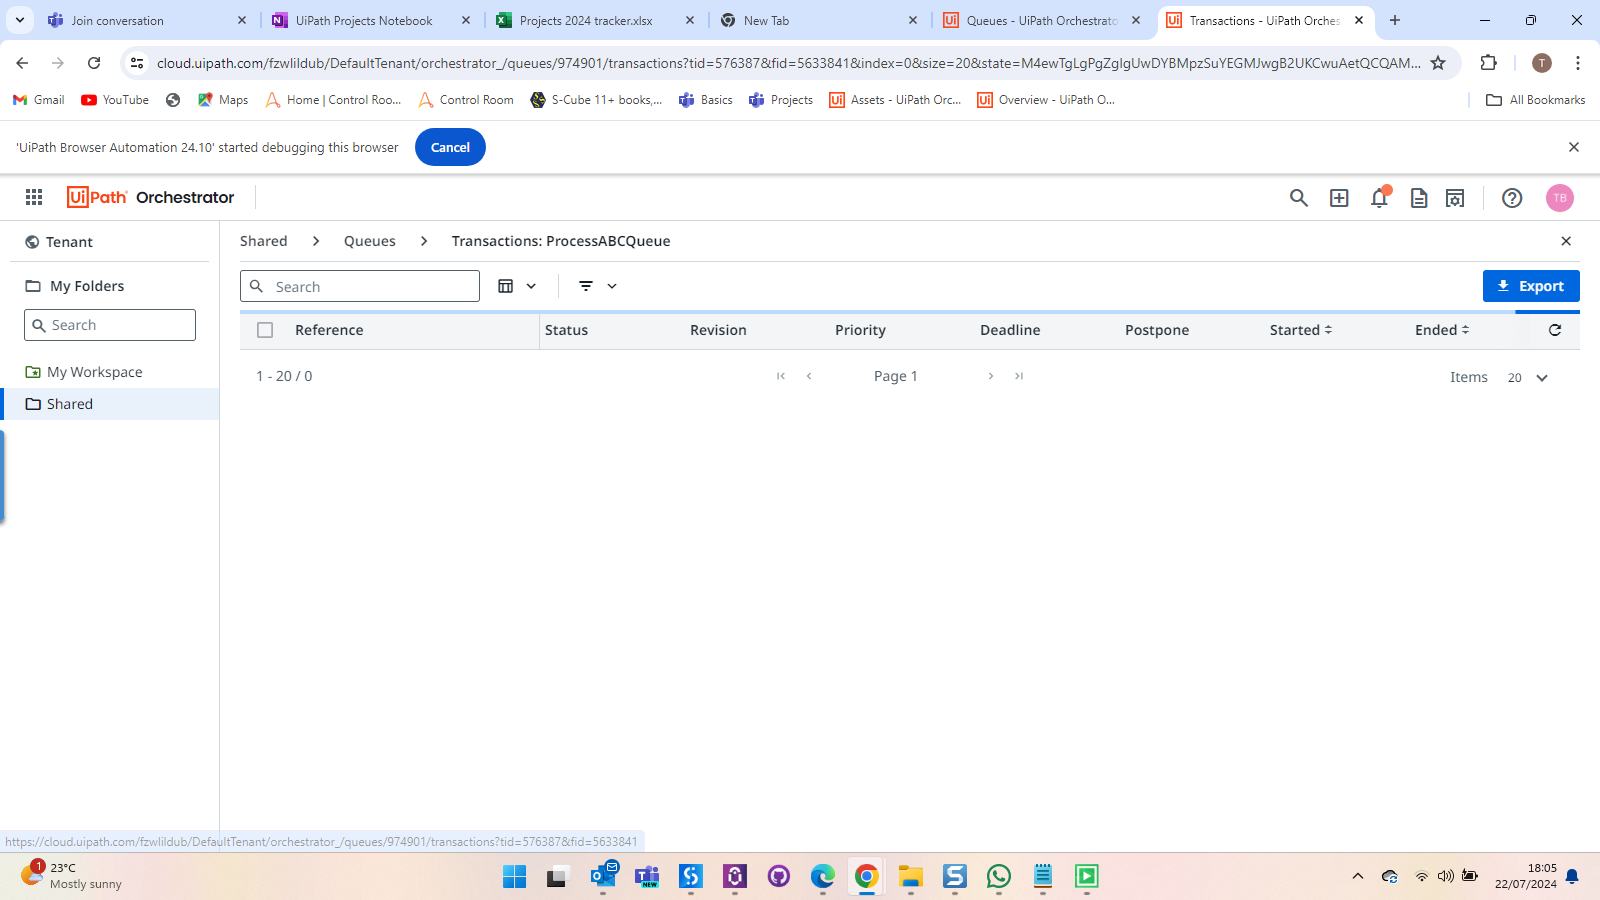 Join conversation
UiPath Projects Notebook
Projects 2024 tracker.xlsx
New Tab
Queues - UiPath Orchestrato
Transactions - UiPath Orches
cloud.uipath.com/fzwlildub/DefaultTenant/orchestrator_/queues/974901/transactions?tid=576387&fid=5633841&index=0&size=20&state=M4ewTgLgPgZglgUwDYBMpzSuYEGMJwgB2UKCwuAetQCQAM...
T
Gmail
YouTube
Maps
Home | Control Roo...
Control Room
S-Cube 11+ books,...
Basics
Projects
Assets - UiPath Orc...
Overview - UiPath O...
All Bookmarks
'UiPath Browser Automation 24.10' started debugging this browser
Cancel
UiPath Orchestrator
TB
Tenant
Shared
Queues
Transactions: ProcessABCQueue
My Folders
Search
Export
Search
Reference
Status
Revision
Priority
Deadline
Postpone
Started
Ended
My Workspace
1 - 20 / 0
Page 1
Items 20
Shared
https://cloud.uipath.com/fzwlildub/DefaultTenant/orchestrator_/queues/974901/transactions?tid=576387&fid=5633841
1
23°C
Mostly sunny
NEW
18:05
22/07/2024